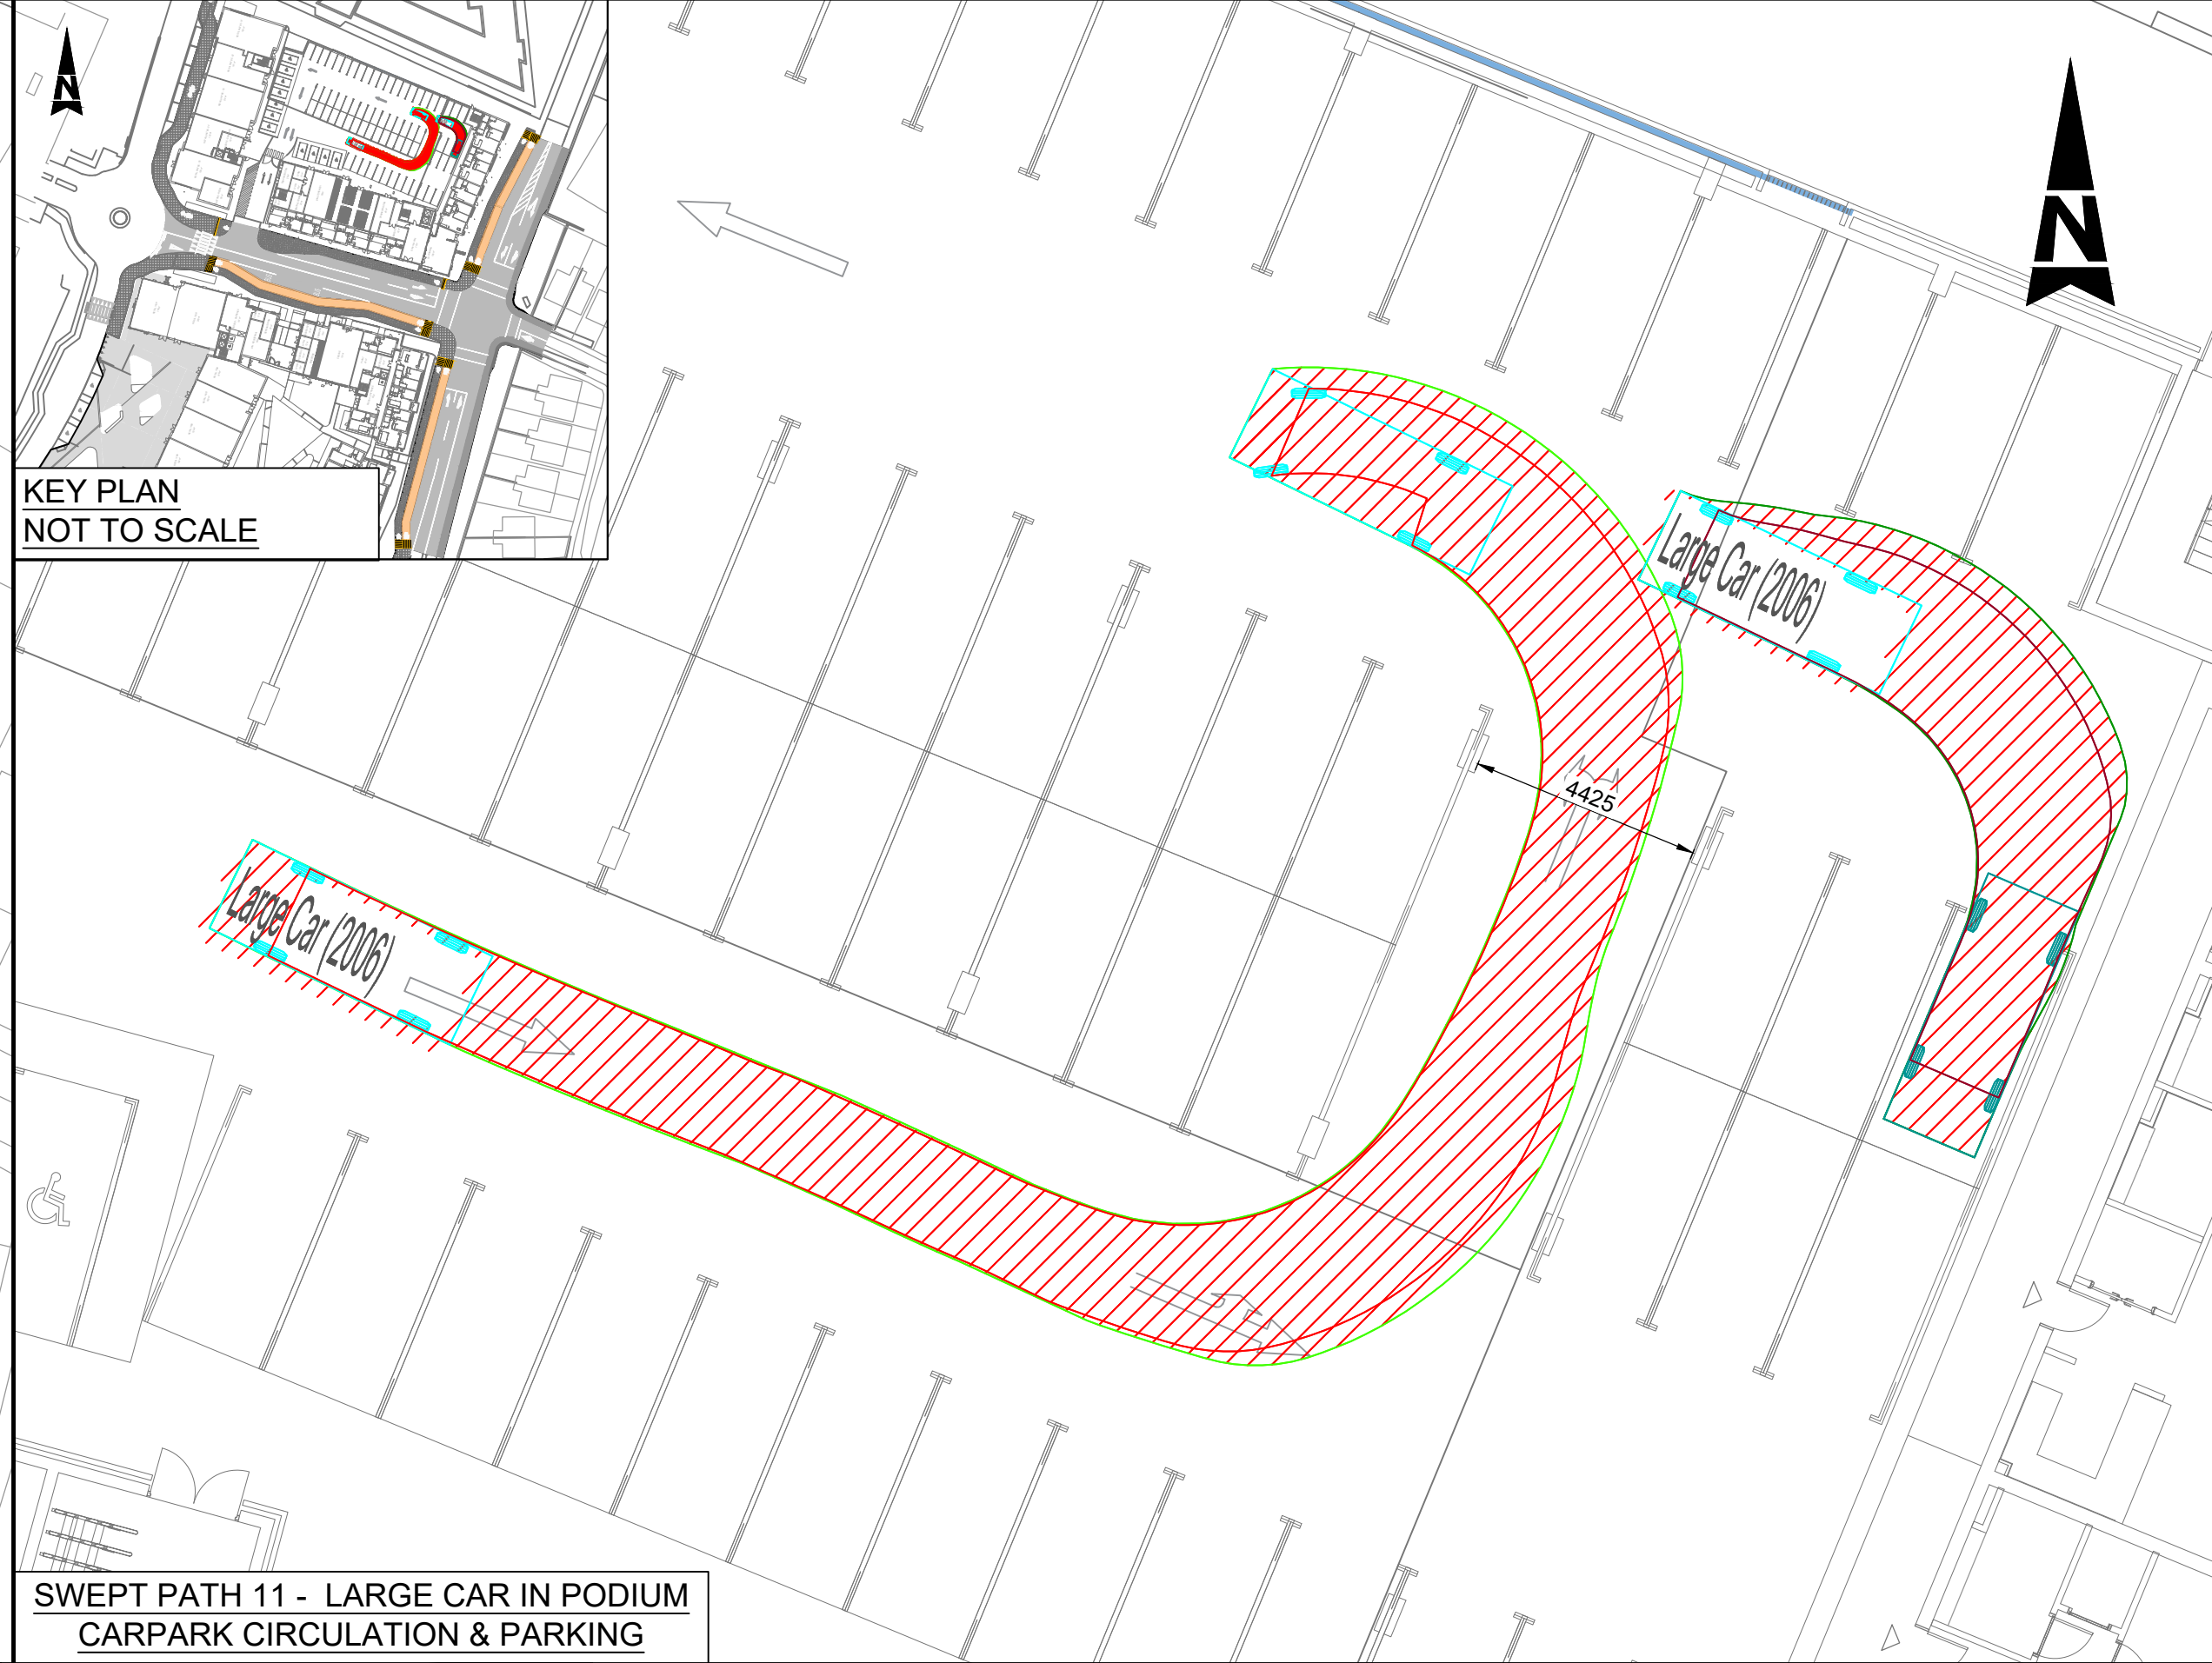 N
KEY PLAN
NOT TO SCALE
N
Large Car (2006)
4425
Large Car (2006)
SWEPT PATH 11 - LARGE CAR IN PODIUM
CARPARK CIRCULATION & PARKING